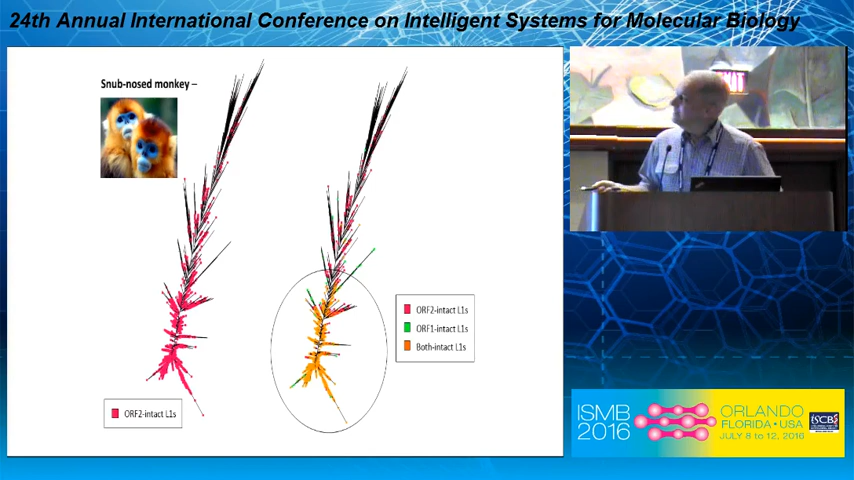 24th Annual International Conference on Intelligent Systems for Molecular Biology
Snub-nosed monkey –
ORF2-intact L1s
ORF1-intact L1s
Both-intact L1s
ORF2-intact L1s
ISMB
2016
ORLANDO
FLORIDA • USA
JULY 8 to 12, 2016
ISCB